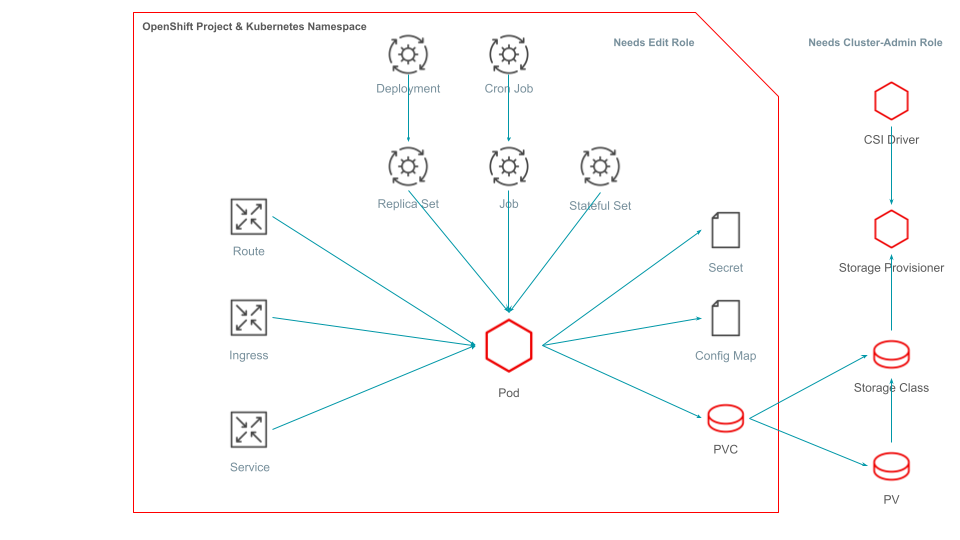 OpenShift Project & Kubernetes Namespace
Needs Edit Role
Needs Cluster-Admin Role
Deployment
Cron Job
CSI Driver
Replica Set
Job
Stateful Set
Route
Secret
Storage Provisioner
Ingress
Config Map
Pod
Storage Class
PVC
Service
PV